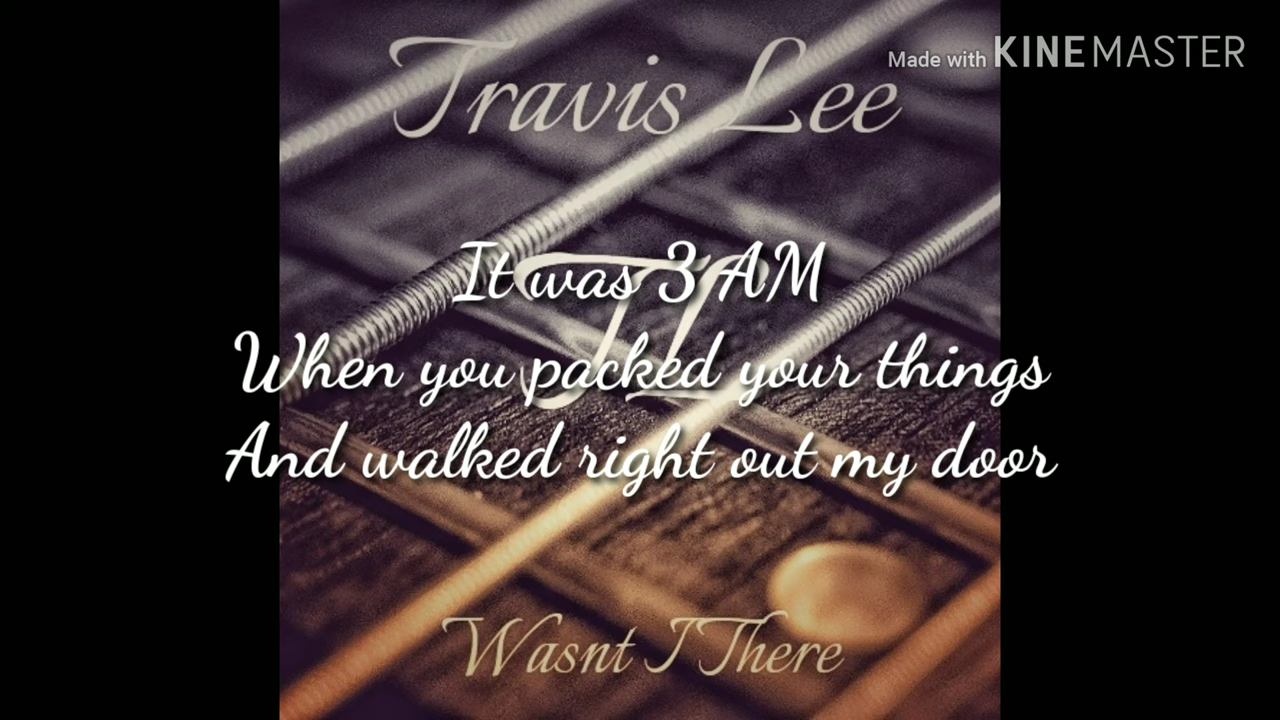 Travis Lee
Made with KINEMASTER
It was 3 AM
TL
When you packed your things
And walked right out my door
Wasnt I There